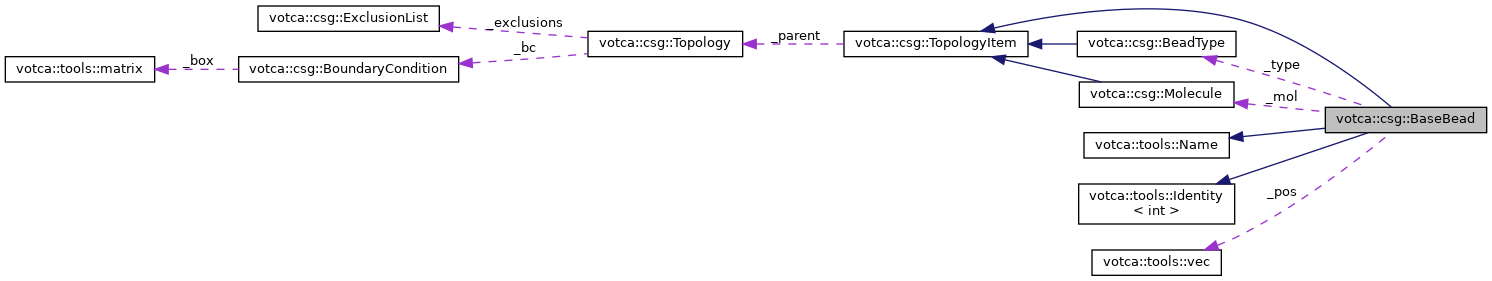 votca::csg::ExclusionList
_exclusions
votca::csg::Topology
_parent
votca::csg::TopologyItem
votca::csg::BeadType
_bc
votca::tools::matrix
_box
votca::csg::BoundaryCondition
_type
votca::csg::Molecule
_mol
votca::csg::BaseBead
votca::tools::Name
votca::tools::Identity
< int >
_pos
votca::tools::vec